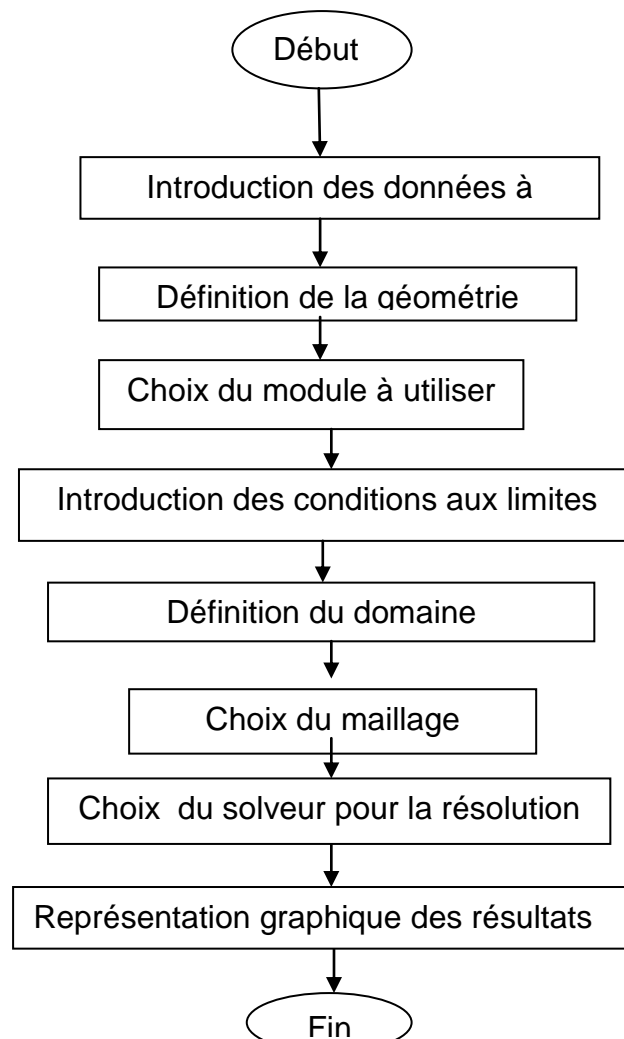 Début
Introduction des données à
Définition de la géométrie
Choix du module à utiliser
Introduction des conditions aux limites
Définition du domaine
Choix du maillage
Choix  du solveur pour la résolution
Représentation graphique des résultats
Fin